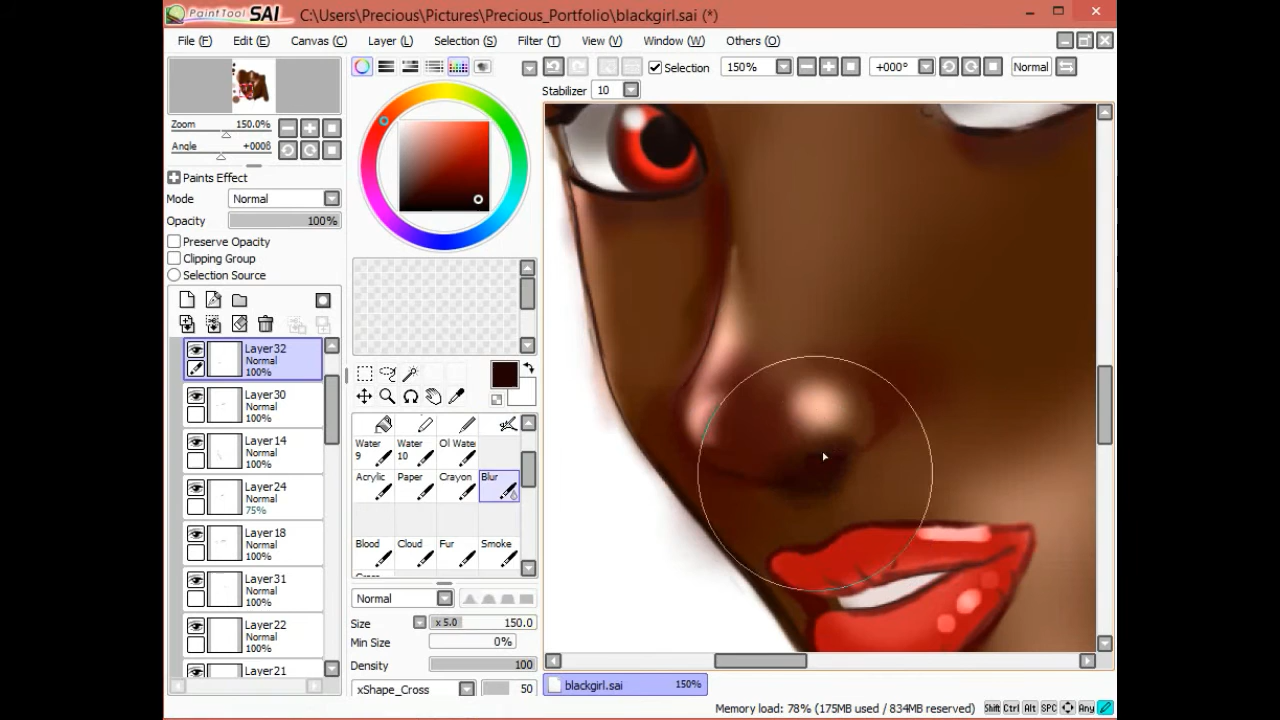 PaintTool SAI C:\Users\Precious\Pictures\Precious_Portfolio\blackgirl.sai (*)
File (F) Edit (E) Canvas (C) Layer (L) Selection (S) Filter (T) View (V) Window (W) Others (O)
Selection 150% +000° Normal
Stabilizer 10
Zoom 150.0%
Angle +000ß
Paints Effect
Mode Normal
Opacity 100%
Preserve Opacity
Clipping Group
Selection Source
Layer32
Normal
100%
Layer30
Normal
100%
Layer14
Normal
100%
Layer24
Normal
75%
Layer18
Normal
100%
Layer31
Normal
100%
Layer22
Normal
100%
Layer21
Water 9 Water 10 Ol Wate
Acrylic Paper Crayon Blur
Blood Cloud Fur Smoke
Normal
Size x 5.0 150.0
Min Size 0%
Density 100
xShape_Cross 50
blackgirl.sai 150%
Memory load: 78% (175MB used / 834MB reserved) Shift Ctrl Alt SPC Any